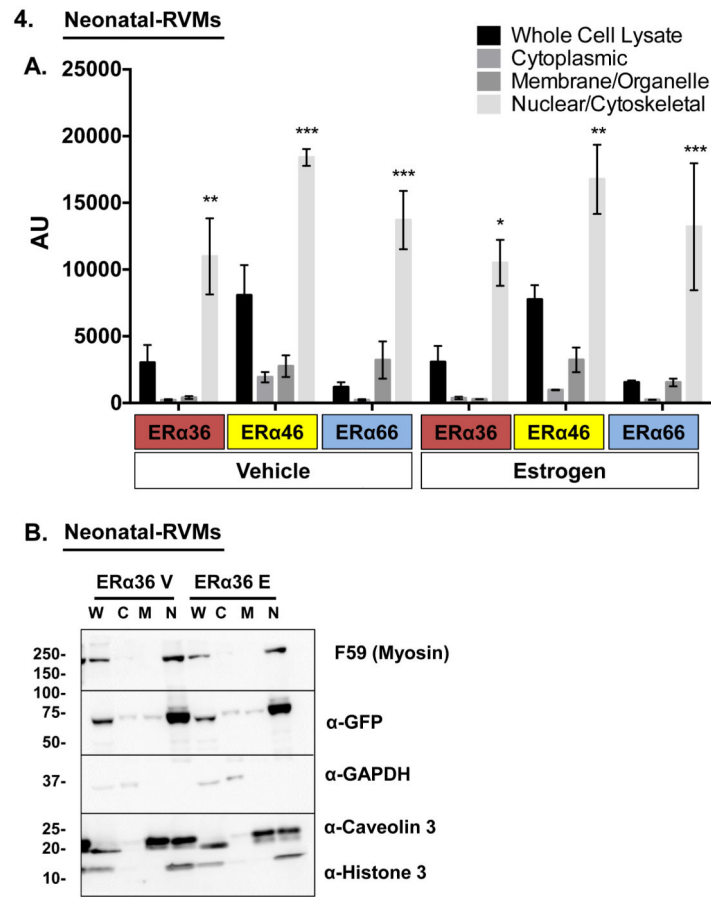 4. Neonatal-RVMs
A.
Whole Cell Lysate
Cytoplasmic
Membrane/Organelle
Nuclear/Cytoskeletal
25000
20000
15000
10000
5000
0
AU
** *** *** * ** ***
ERα36 ERα46 ERα66 ERα36 ERα46 ERα66
Vehicle Estrogen
B. Neonatal-RVMs
ERα36 V ERα36 E
W C M N W C M N
250-
150-
F59 (Myosin)
100-
75-
50-
α-GFP
37-
α-GAPDH
25-
20-
10-
α-Caveolin 3
α-Histone 3